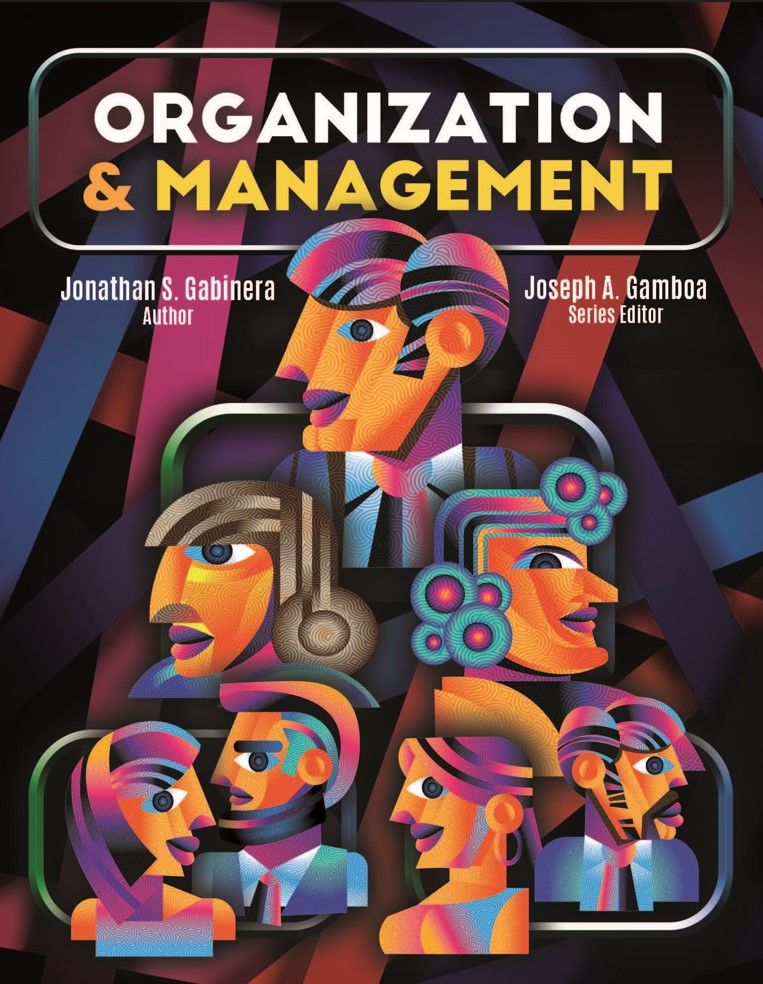 ORGANIZATION
& MANAGEMENT
Jonathan S. Gabinera
Author
Joseph A. Gamboa
Series Editor